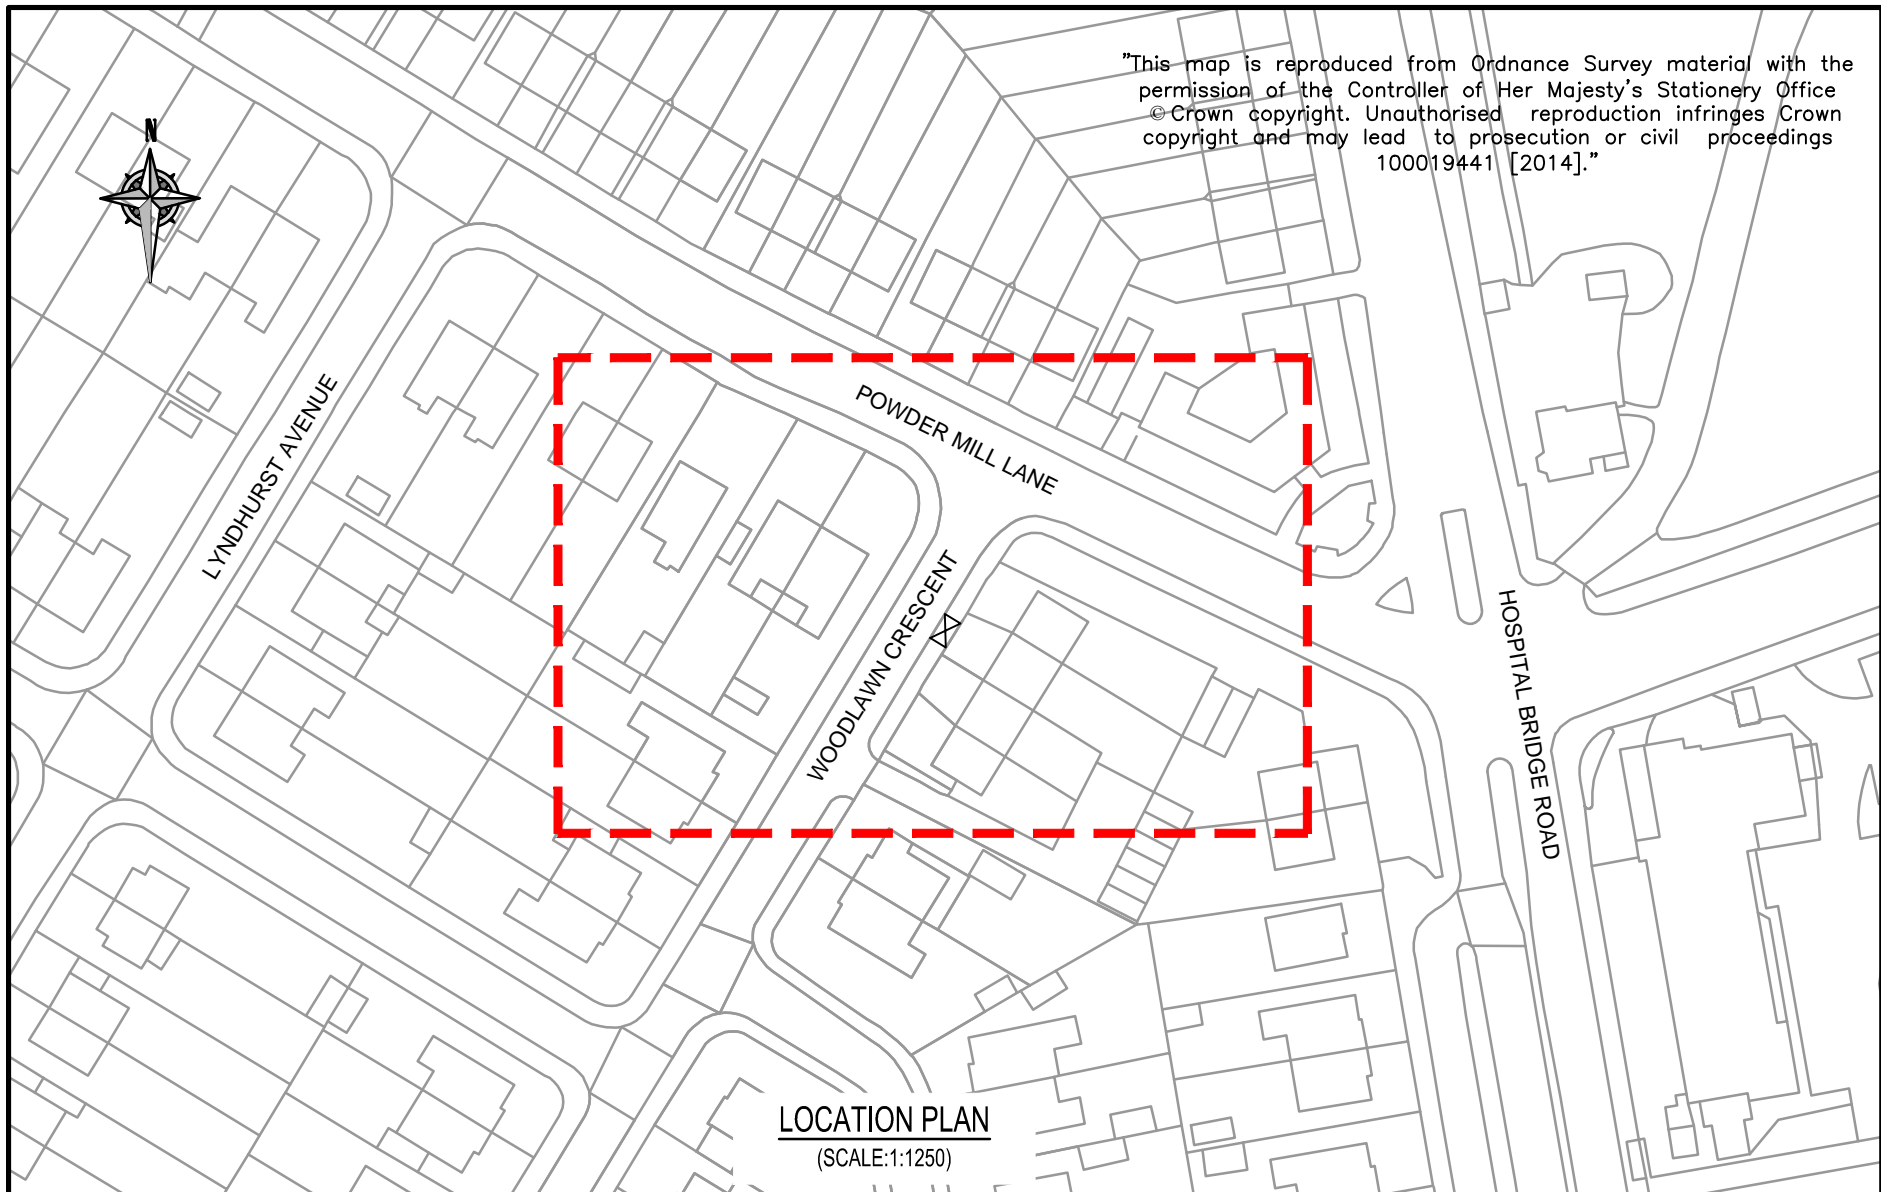 "This map is reproduced from Ordnance Survey material with the
permission of the Controller of Her Majesty's Stationery Office
© Crown copyright. Unauthorised reproduction infringes Crown
copyright and may lead to prosecution or civil proceedings
100019441 [2014]."
N
LYNDHURST AVENUE
POWDER MILL LANE
WOODLAWN CRESCENT
HOSPITAL BRIDGE ROAD
LOCATION PLAN
(SCALE:1:1250)